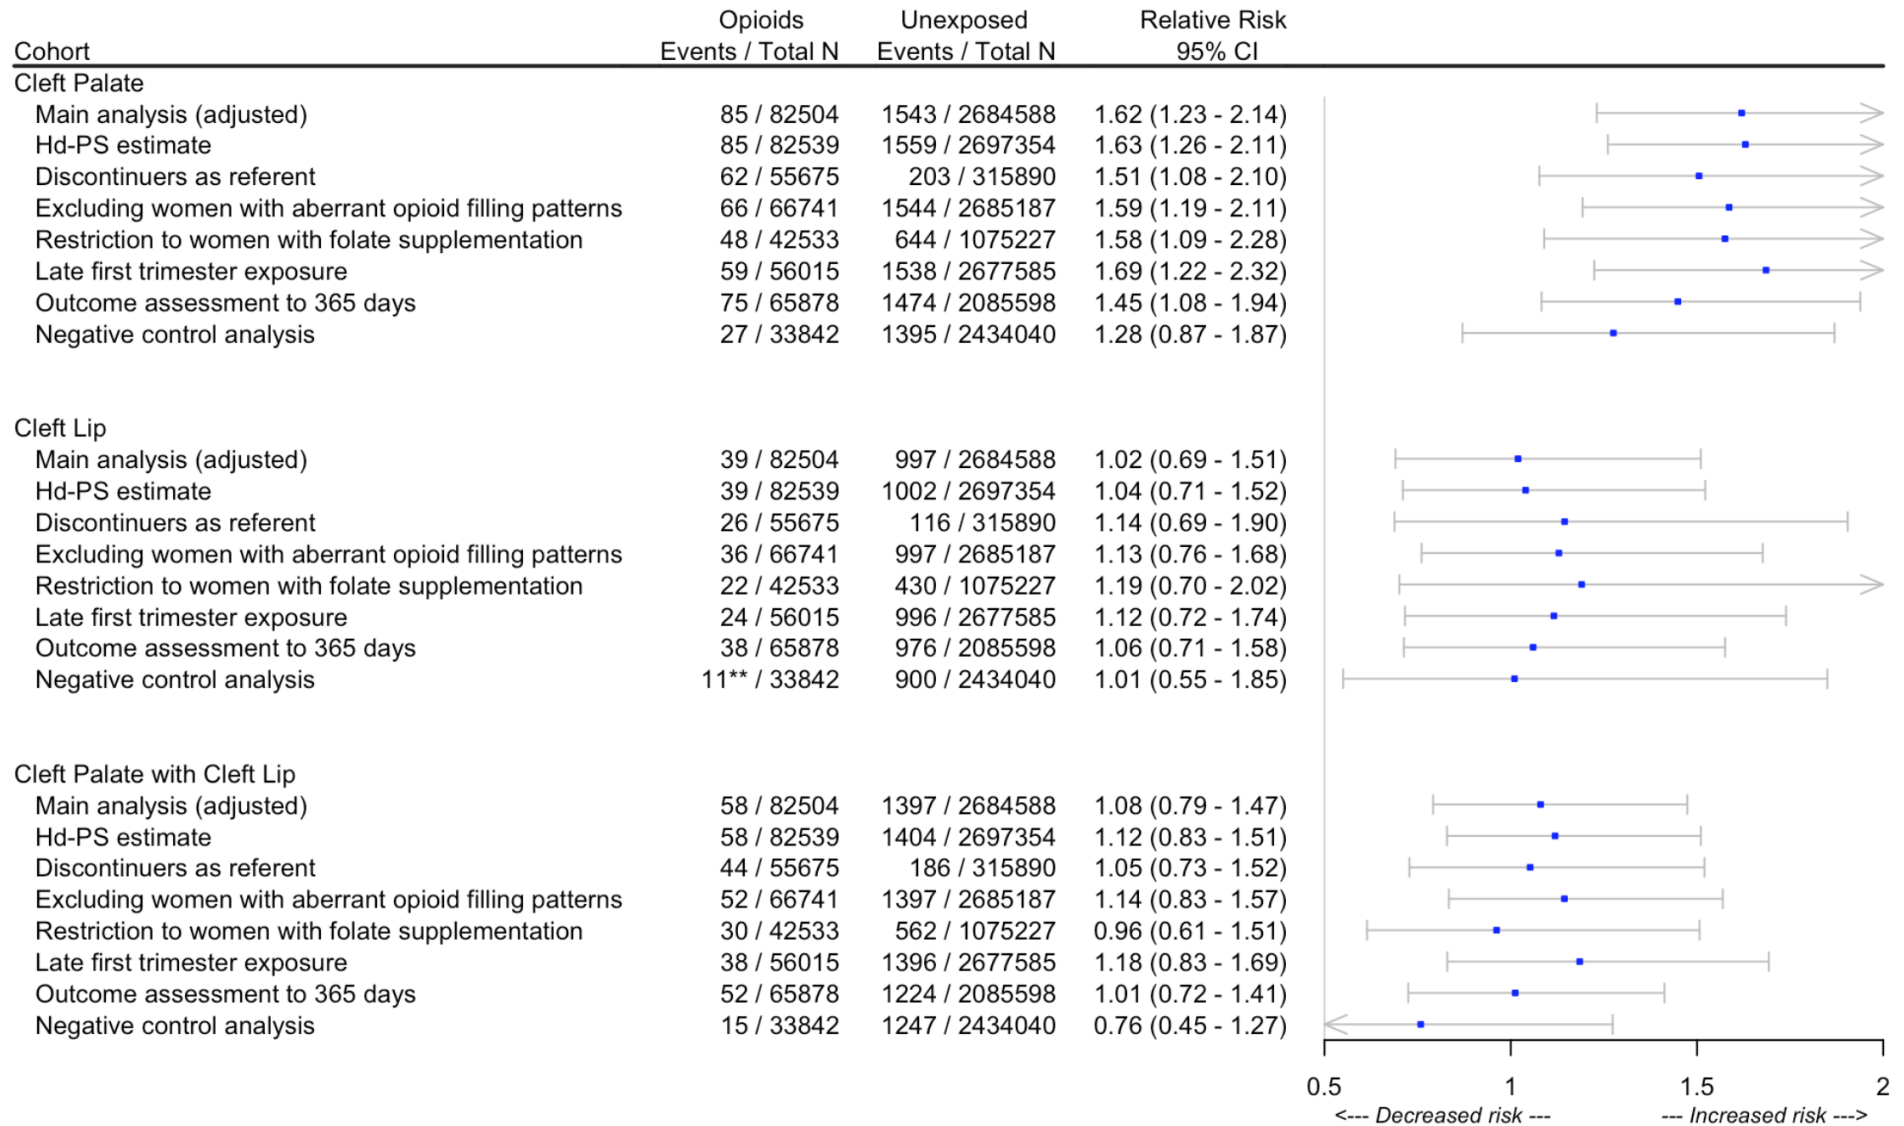 Opioids Unexposed Relative Risk
Cohort Events / Total N Events / Total N 95% CI
Cleft Palate
Main analysis (adjusted) 85 / 82504 1543 / 2684588 1.62 (1.23 - 2.14)
Hd-PS estimate 85 / 82539 1559 / 2697354 1.63 (1.26 - 2.11)
Discontinuers as referent 62 / 55675 203 / 315890 1.51 (1.08 - 2.10)
Excluding women with aberrant opioid filling patterns 66 / 66741 1544 / 2685187 1.59 (1.19 - 2.11)
Restriction to women with folate supplementation 48 / 42533 644 / 1075227 1.58 (1.09 - 2.28)
Late first trimester exposure 59 / 56015 1538 / 2677585 1.69 (1.22 - 2.32)
Outcome assessment to 365 days 75 / 65878 1474 / 2085598 1.45 (1.08 - 1.94)
Negative control analysis 27 / 33842 1395 / 2434040 1.28 (0.87 - 1.87)
Cleft Lip
Main analysis (adjusted) 39 / 82504 997 / 2684588 1.02 (0.69 - 1.51)
Hd-PS estimate 39 / 82539 1002 / 2697354 1.04 (0.71 - 1.52)
Discontinuers as referent 26 / 55675 116 / 315890 1.14 (0.69 - 1.90)
Excluding women with aberrant opioid filling patterns 36 / 66741 997 / 2685187 1.13 (0.76 - 1.68)
Restriction to women with folate supplementation 22 / 42533 430 / 1075227 1.19 (0.70 - 2.02)
Late first trimester exposure 24 / 56015 996 / 2677585 1.12 (0.72 - 1.74)
Outcome assessment to 365 days 38 / 65878 976 / 2085598 1.06 (0.71 - 1.58)
Negative control analysis 11** / 33842 900 / 2434040 1.01 (0.55 - 1.85)
Cleft Palate with Cleft Lip
Main analysis (adjusted) 58 / 82504 1397 / 2684588 1.08 (0.79 - 1.47)
Hd-PS estimate 58 / 82539 1404 / 2697354 1.12 (0.83 - 1.51)
Discontinuers as referent 44 / 55675 186 / 315890 1.05 (0.73 - 1.52)
Excluding women with aberrant opioid filling patterns 52 / 66741 1397 / 2685187 1.14 (0.83 - 1.57)
Restriction to women with folate supplementation 30 / 42533 562 / 1075227 0.96 (0.61 - 1.51)
Late first trimester exposure 38 / 56015 1396 / 2677585 1.18 (0.83 - 1.69)
Outcome assessment to 365 days 52 / 65878 1224 / 2085598 1.01 (0.72 - 1.41)
Negative control analysis 15 / 33842 1247 / 2434040 0.76 (0.45 - 1.27)
0.5 1 1.5 2
<--- Decreased risk --- --- Increased risk --->